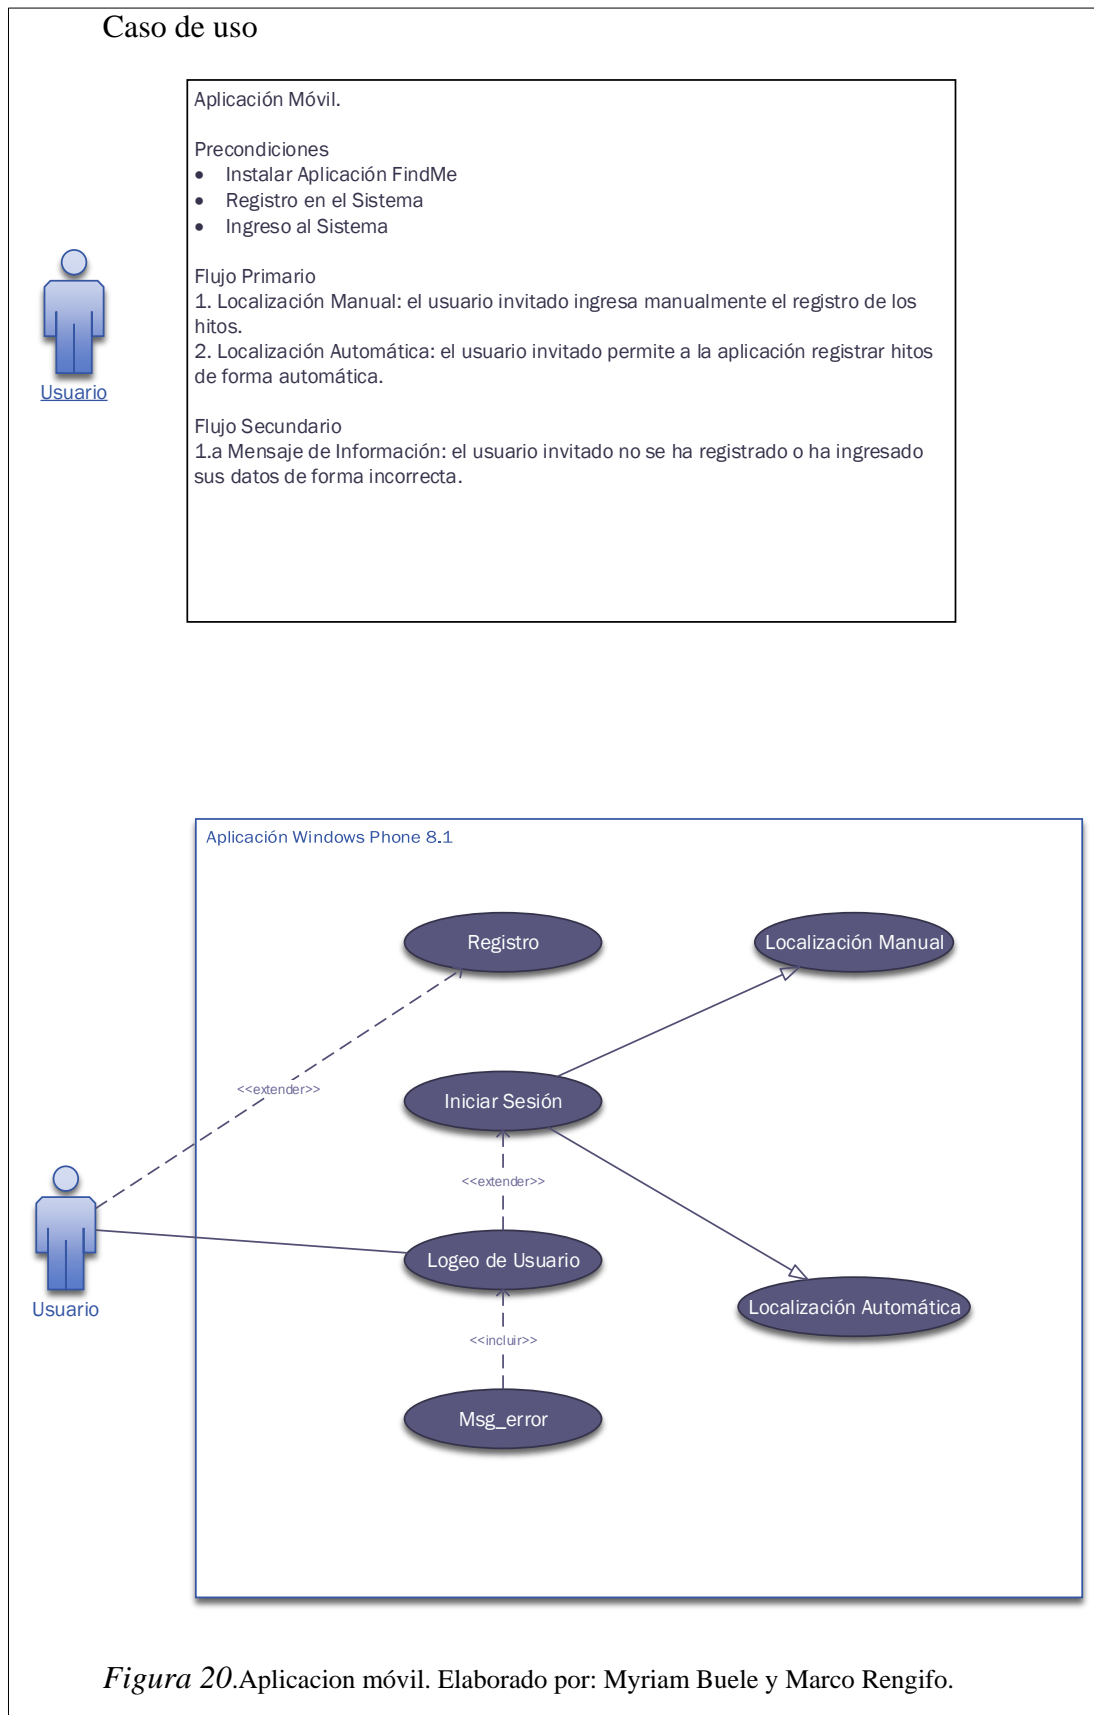 Caso de uso
Aplicación Móvil.
Precondiciones
• Instalar Aplicación FindMe
• Registro en el Sistema
• Ingreso al Sistema
Flujo Primario
1. Localización Manual: el usuario invitado ingresa manualmente el registro de los
hitos.
2. Localización Automática: el usuario invitado permite a la aplicación registrar hitos
de forma automática.
Usuario
Flujo Secundario
1.a Mensaje de Información: el usuario invitado no se ha registrado o ha ingresado
sus datos de forma incorrecta.
Aplicación Windows Phone 8.1
Registro
Localización Manual
<<extender>>
Iniciar Sesión
<<extender>>
Logeo de Usuario
Usuario
Localización Automática
<<incluir>>
Msg_error
Figura 20.Aplicacion móvil. Elaborado por: Myriam Buele y Marco Rengifo.